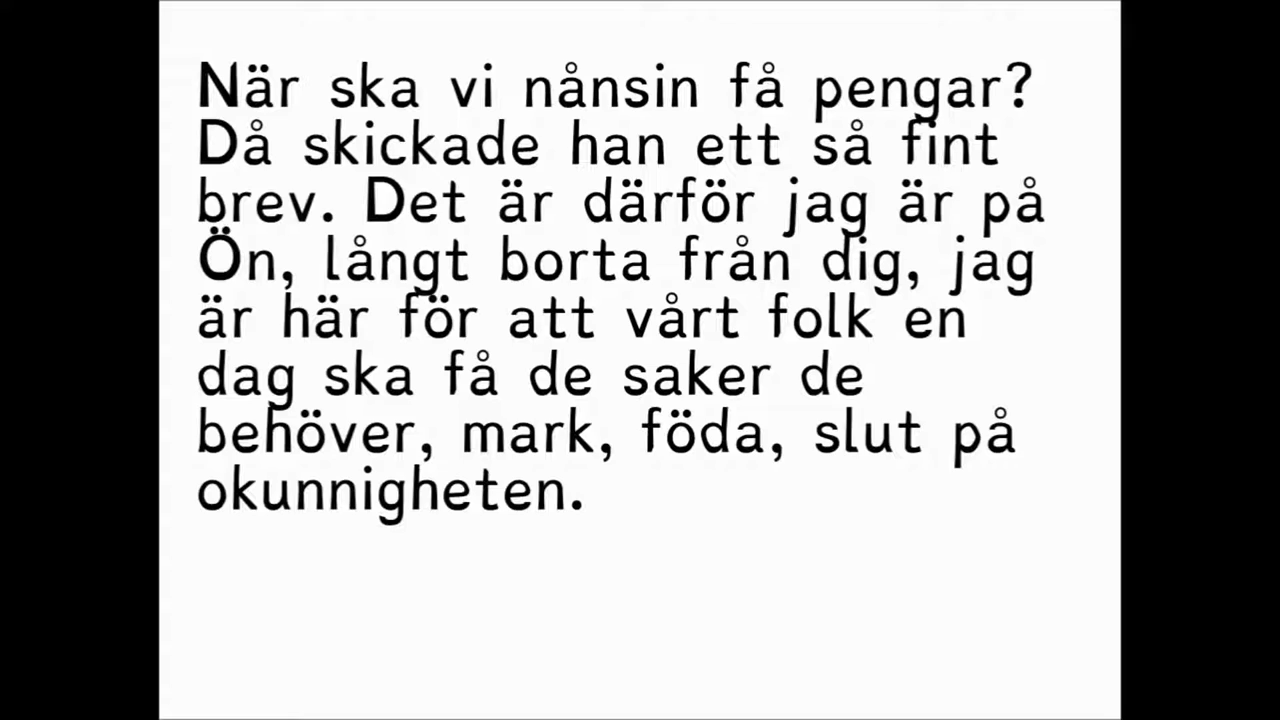 När ska vi nånsin få pengar?
Då skickade han ett så fint
brev. Det är därför jag är på
Ön, långt borta från dig, jag
är här för att vårt folk en
dag ska få de saker de
behöver, mark, föda, slut på
okunnigheten.